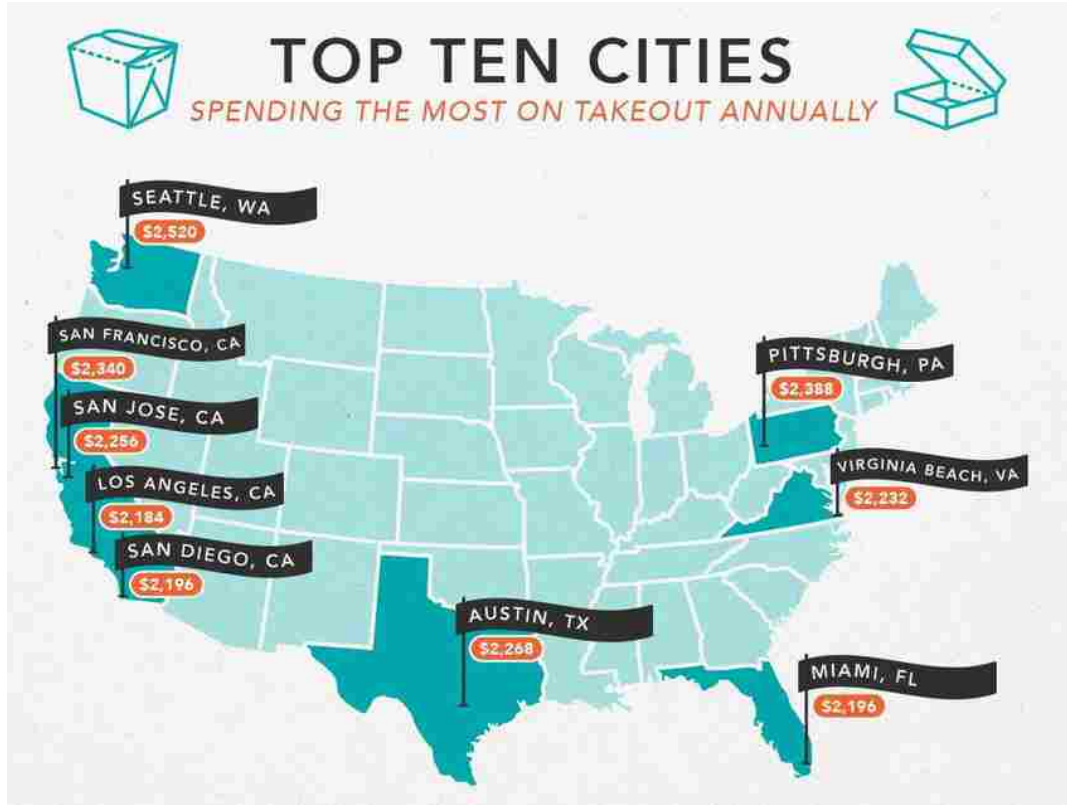 TOP TEN CITIES
SPENDING THE MOST ON TAKEOUT ANNUALLY
SEATTLE, WA
$2,520
SAN FRANCISCO, CA
$2,340
SAN JOSE, CA
$2,256
LOS ANGELES, CA
$2,184
SAN DIEGO, CA
$2,196
PITTSBURGH, PA
$2,388
VIRGINIA BEACH, VA
$2,232
AUSTIN, TX
$2,268
MIAMI, FL
$2,196